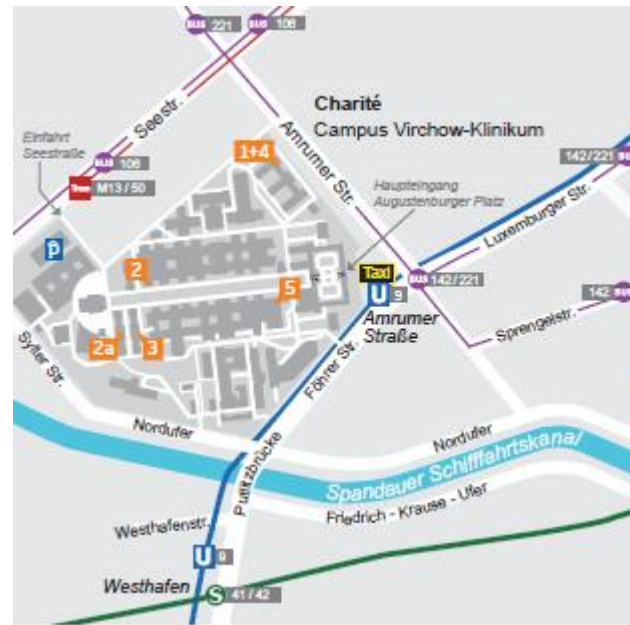 BUS 221
BUS 106
Charité
Campus Virchow-Klinikum
Seestr.
Amrumer Str.
Einfahrt
Seestraße
1+4
BUS 106
142/221 BUS
Tram M13 / 50
Haupteingang
Augustenburger Platz
Luxemburger Str.
P
2
Taxi
BUS 142/221
5
U 9
142 BUS
Amrumer
Straße
Sprengelstr.
2a
3
Sylter Str.
Föhrer Str.
Nordufer
Nordufer
Putlitzbrücke
Spandauer Schifffahrtskanal
Friedrich - Krause - Ufer
Westhafenstr.
U 9
Westhafen
S 41 / 42